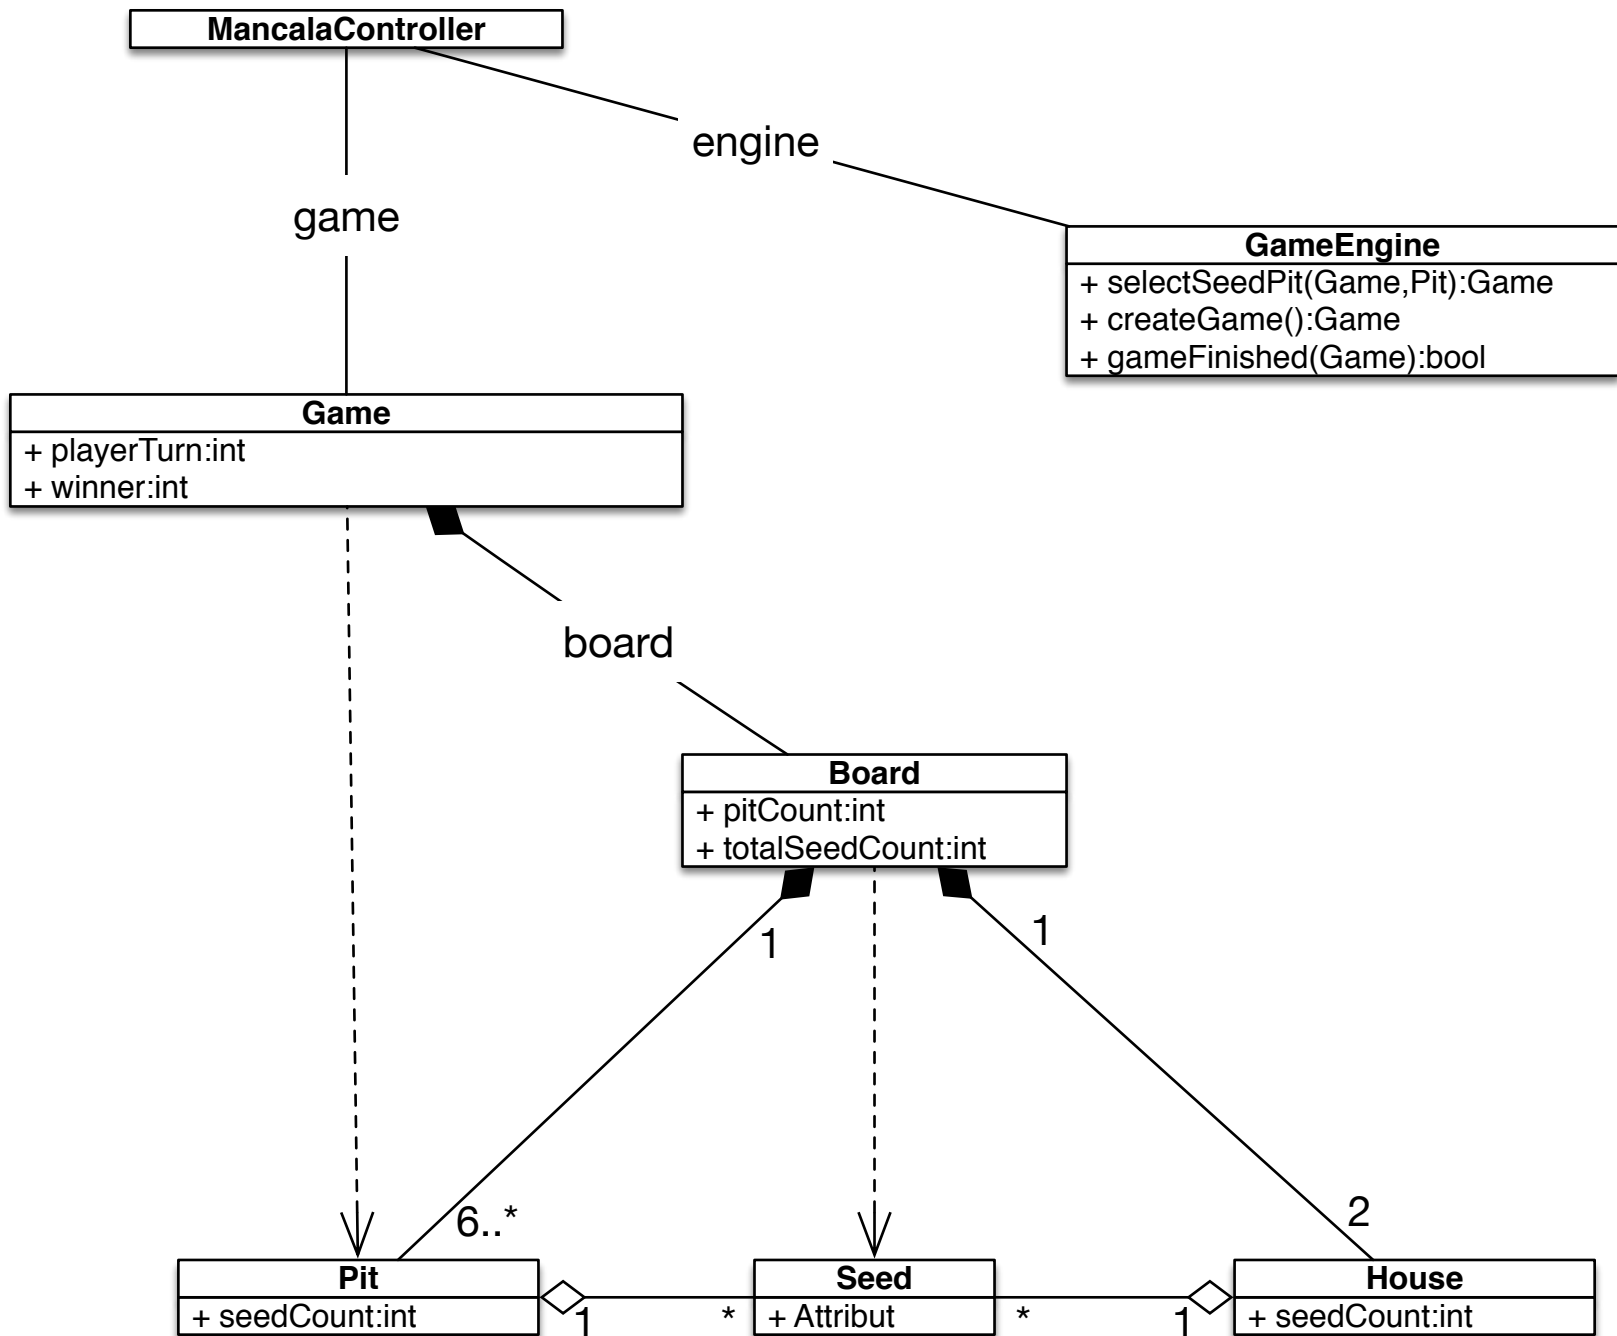 MancalaController
engine
game
GameEngine
+ selectSeedPit(Game,Pit):Game
+ createGame():Game
+ gameFinished(Game):bool
Game
+ playerTurn:int
+ winner:int
board
Board
+ pitCount:int
+ totalSeedCount:int
1
1
6..*
2
Pit
+ seedCount:int
1
*
Seed
+ Attribut
*
1
House
+ seedCount:int